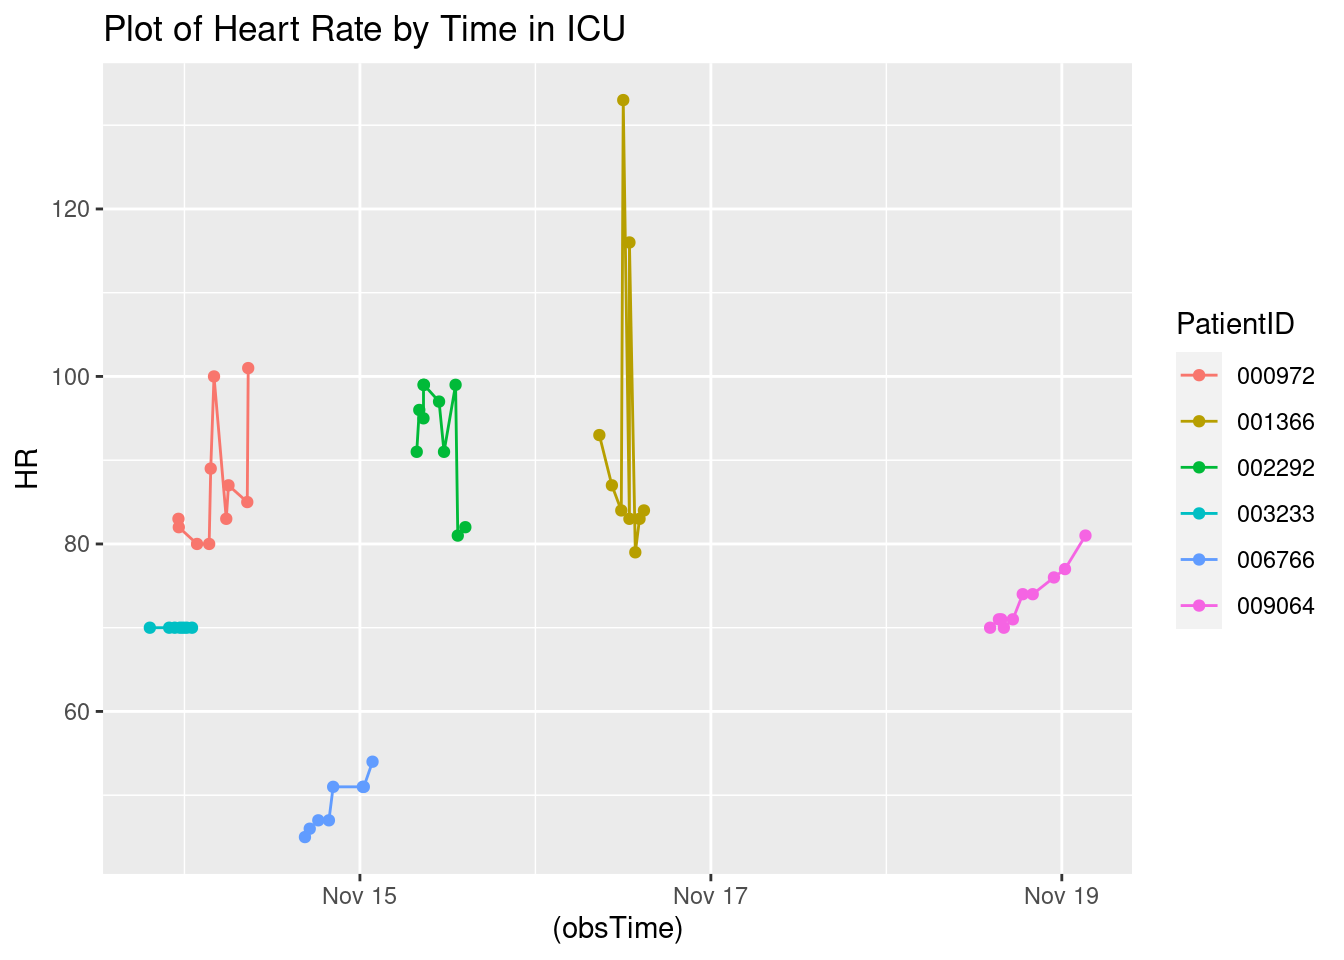 Plot of Heart Rate by Time in ICU
HR
120
100
80
60
Nov 15
Nov 17
Nov 19
(obsTime)
PatientID
000972
001366
002292
003233
006766
009064